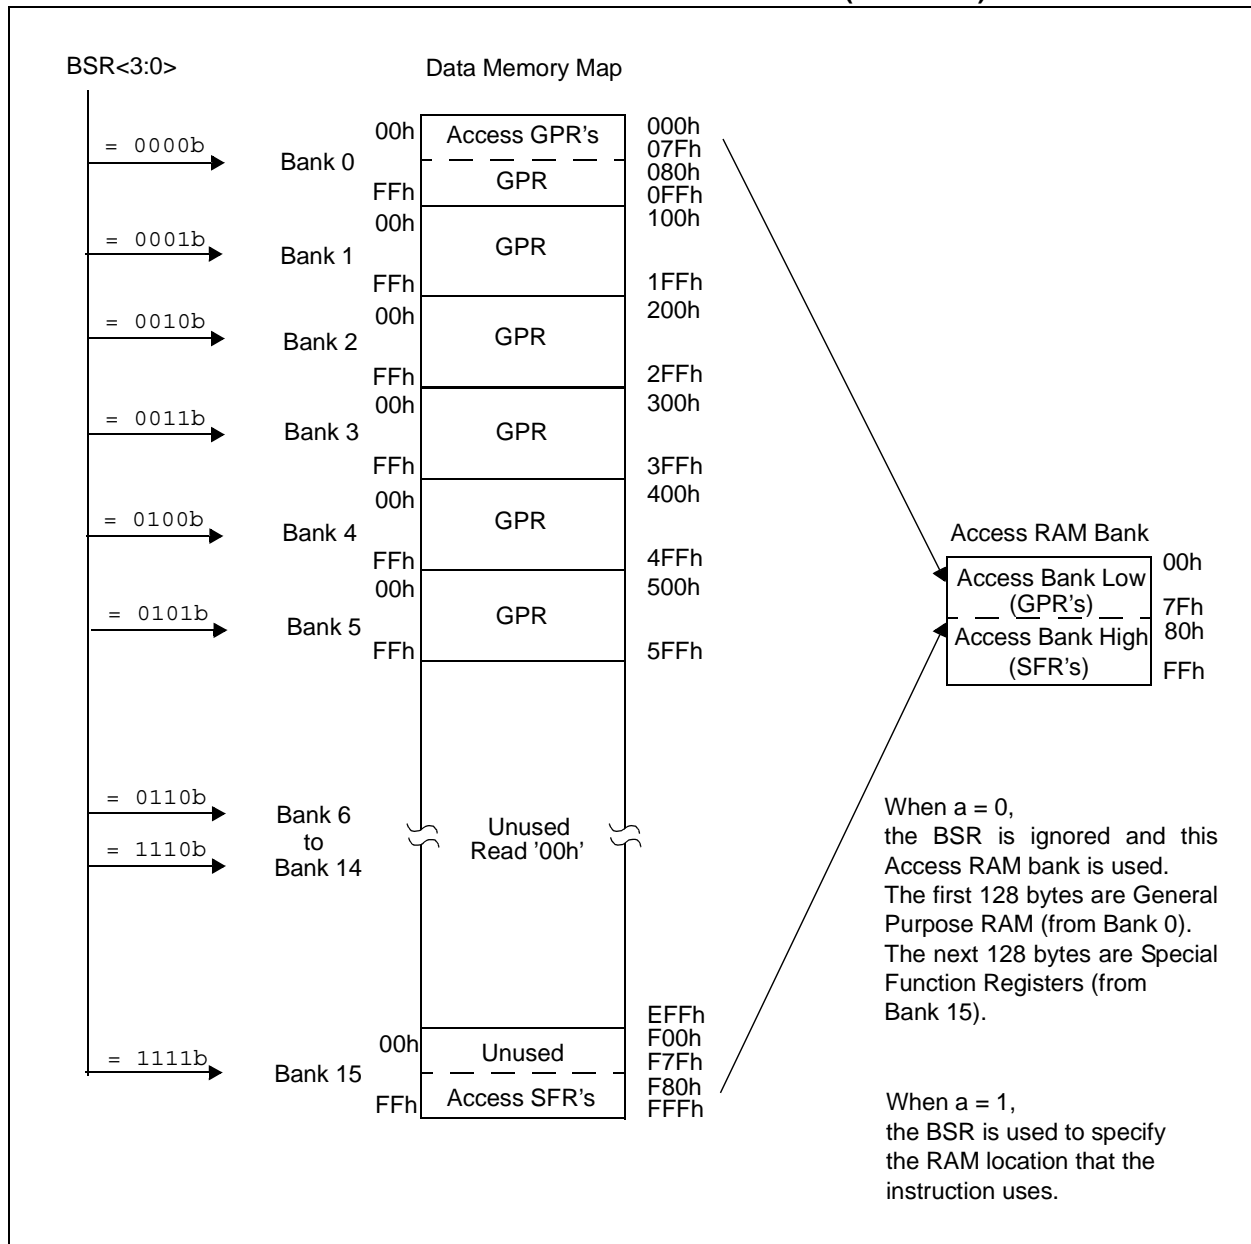 BSR<3:0>
Data Memory Map
= 0000b
Bank 0
00h
Access GPR's
000h
07Fh
GPR
080h
FFh
0FFh
= 0001b
Bank 1
00h
GPR
100h
FFh
1FFh
= 0010b
Bank 2
00h
GPR
200h
FFh
2FFh
= 0011b
Bank 3
00h
GPR
300h
FFh
3FFh
= 0100b
Bank 4
00h
GPR
400h
FFh
4FFh
= 0101b
Bank 5
00h
GPR
500h
FFh
5FFh
= 0110b
= 1110b
Bank 6
to
Bank 14
Unused
Read '00h'
EFFh
= 1111b
Bank 15
00h
Unused
F00h
F7Fh
Access SFR's
F80h
FFh
FFFh
Access RAM Bank
Access Bank Low
(GPR's)
00h
7Fh
Access Bank High
(SFR's)
80h
FFh
When a = 0,
the BSR is ignored and this
Access RAM bank is used.
The first 128 bytes are General
Purpose RAM (from Bank 0).
The next 128 bytes are Special
Function Registers (from
Bank 15).
When a = 1,
the BSR is used to specify
the RAM location that the
instruction uses.